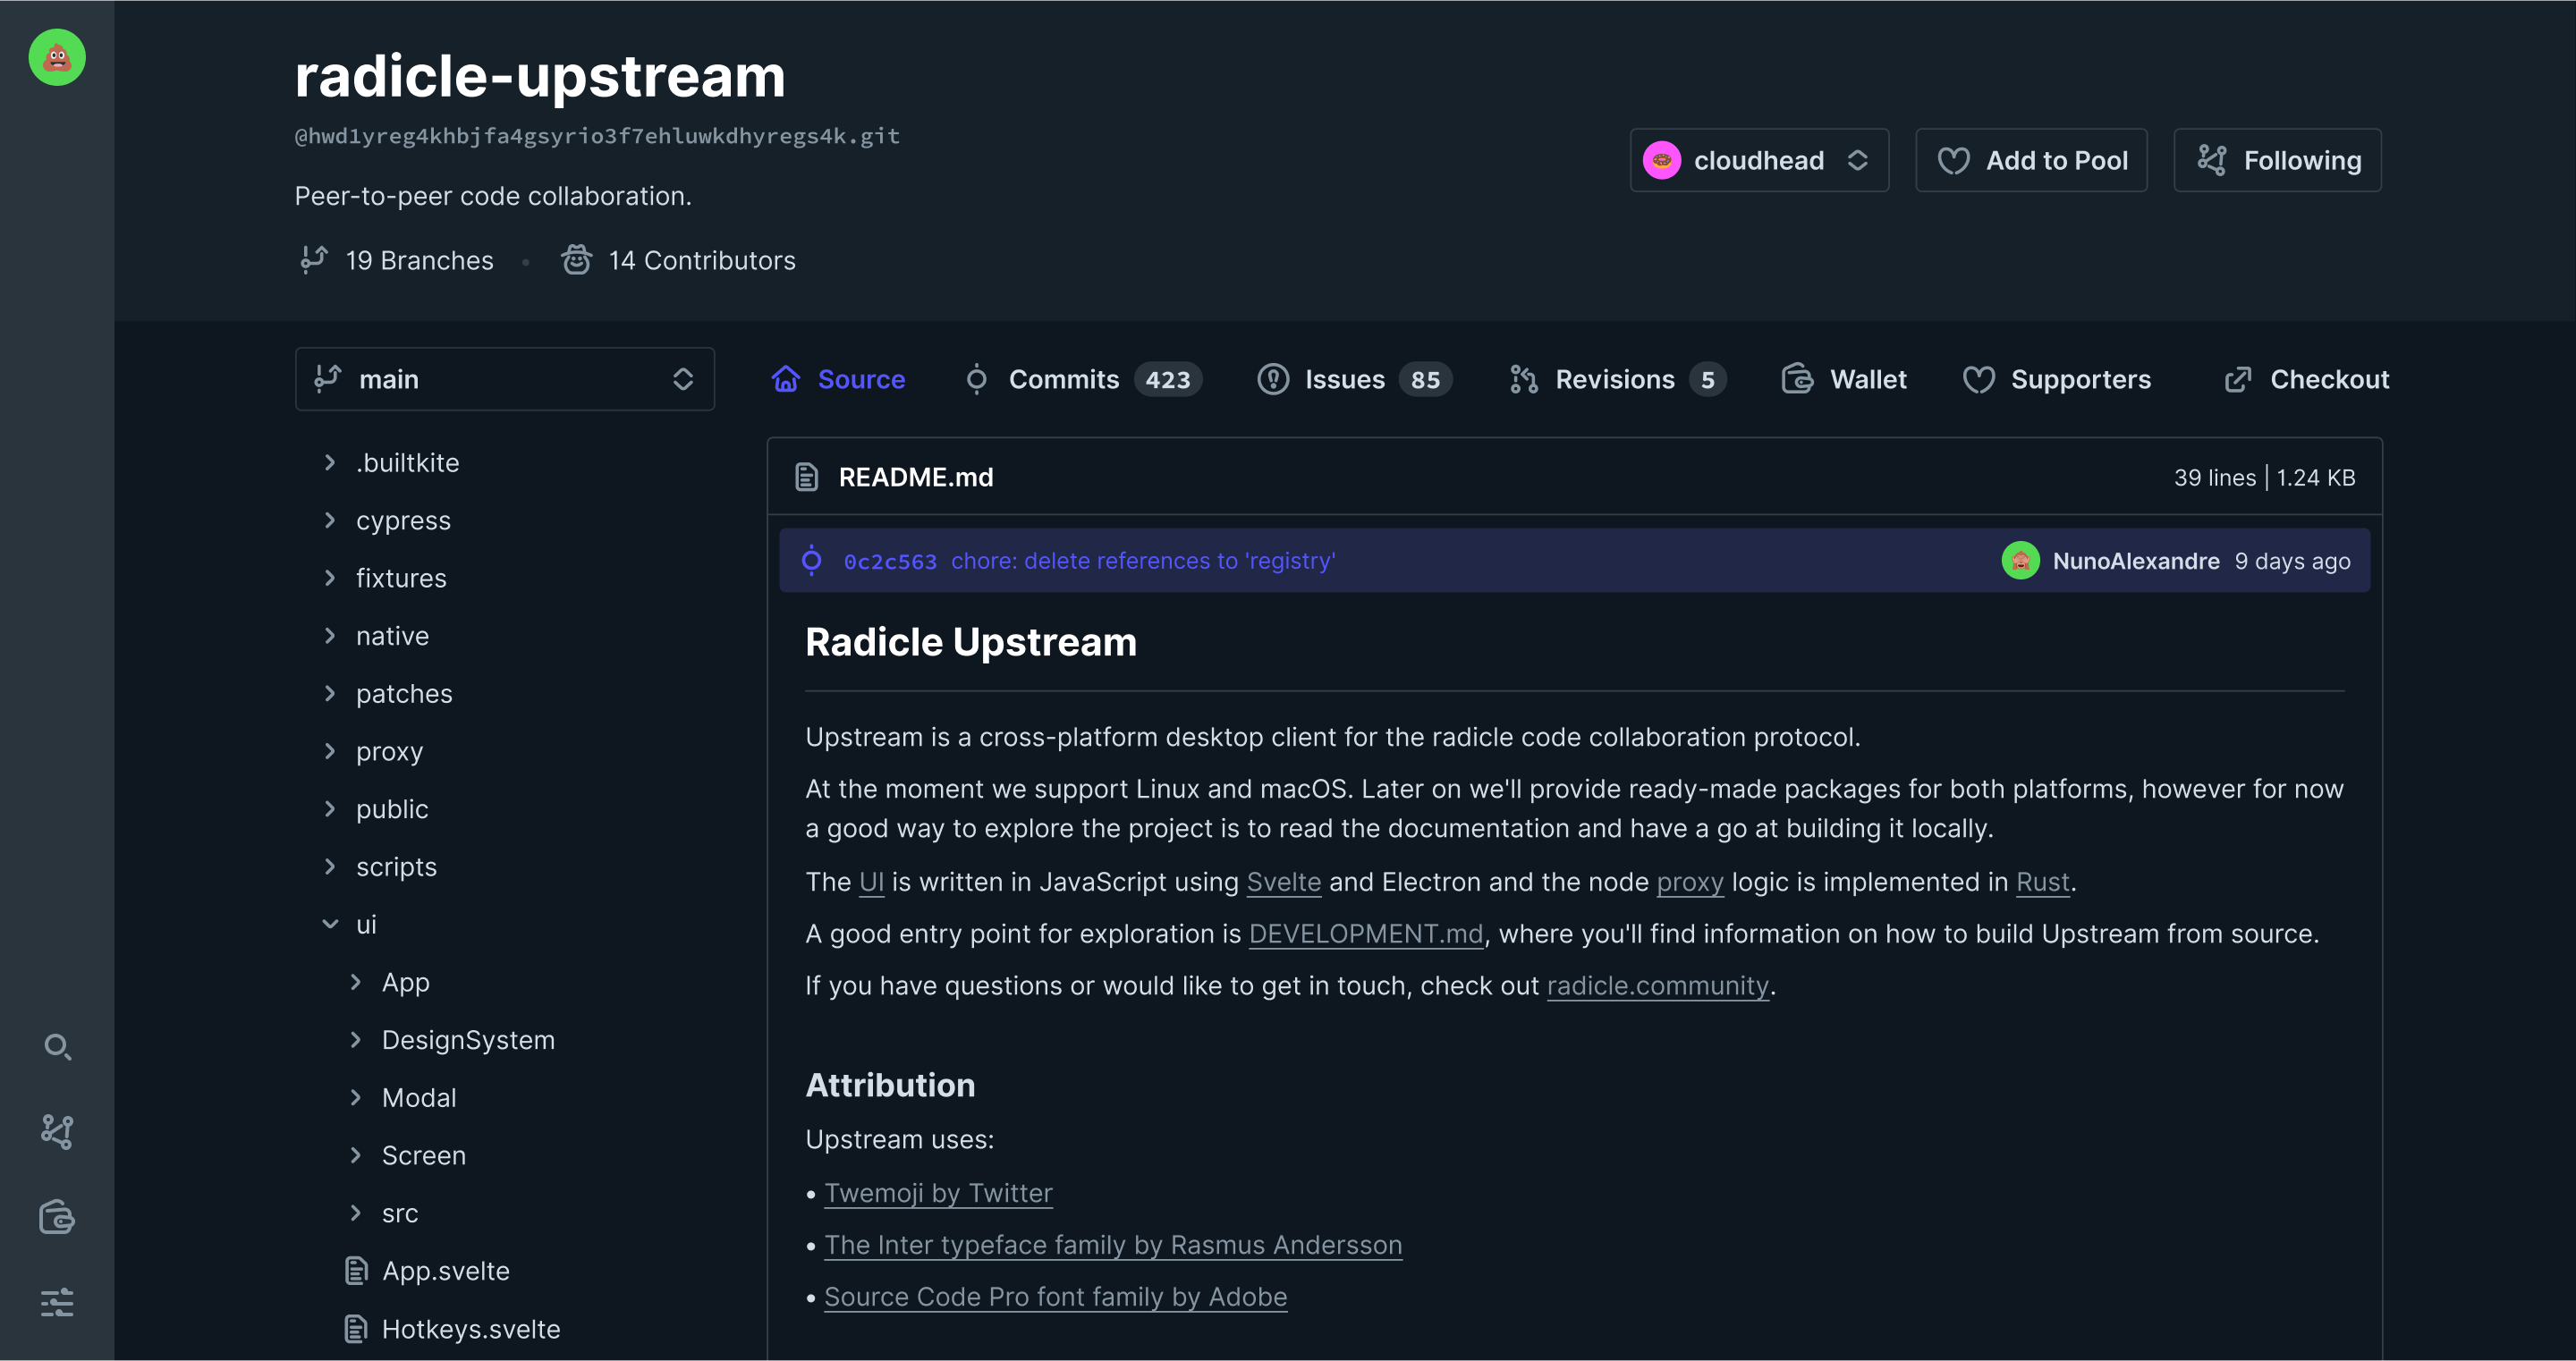 radicle-upstream
@hwd1yreg4khbjfa4gsyrio3f7ehluwkdhyregs4k.git
Peer-to-peer code collaboration.
19 Branches • 14 Contributors
cloudhead
Add to Pool
Following
main
Source
Commits 423
Issues 85
Revisions 5
Wallet
Supporters
Checkout
.builtkite
cypress
fixtures
native
patches
proxy
public
scripts
ui
App
DesignSystem
Modal
Screen
src
App.svelte
Hotkeys.svelte
README.md
39 lines | 1.24 KB
0c2c563 chore: delete references to 'registry'
NunoAlexandre 9 days ago
Radicle Upstream
Upstream is a cross-platform desktop client for the radicle code collaboration protocol.
At the moment we support Linux and macOS. Later on we'll provide ready-made packages for both platforms, however for now
a good way to explore the project is to read the documentation and have a go at building it locally.
The UI is written in JavaScript using Svelte and Electron and the node proxy logic is implemented in Rust.
A good entry point for exploration is DEVELOPMENT.md, where you'll find information on how to build Upstream from source.
If you have questions or would like to get in touch, check out radicle.community.
Attribution
Upstream uses:
• Twemoji by Twitter
• The Inter typeface family by Rasmus Andersson
• Source Code Pro font family by Adobe